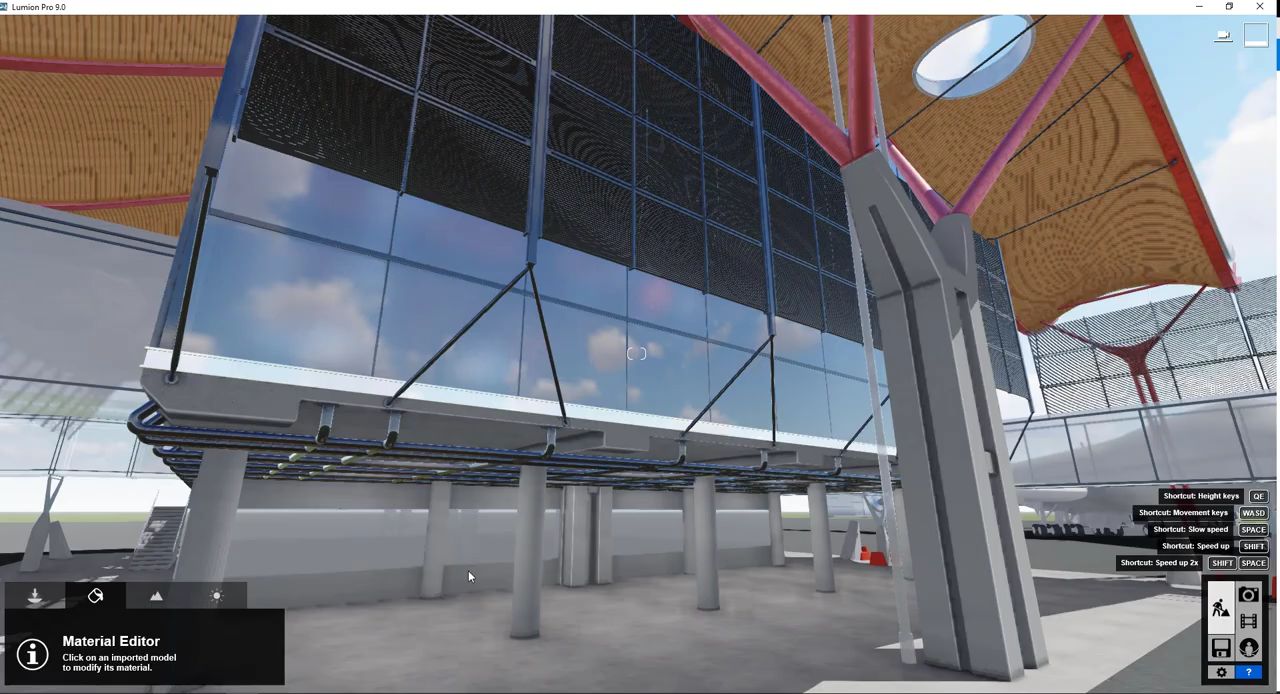 Lumion Pro 9.0
Shortcut: Height keys QE
Shortcut: Movement keys WASD
Shortcut: Slow speed SPACE
Shortcut: Speed up SHIFT
Shortcut: Speed up 2x SHIFT SPACE
Material Editor
Click on an imported model
to modify its material.
?